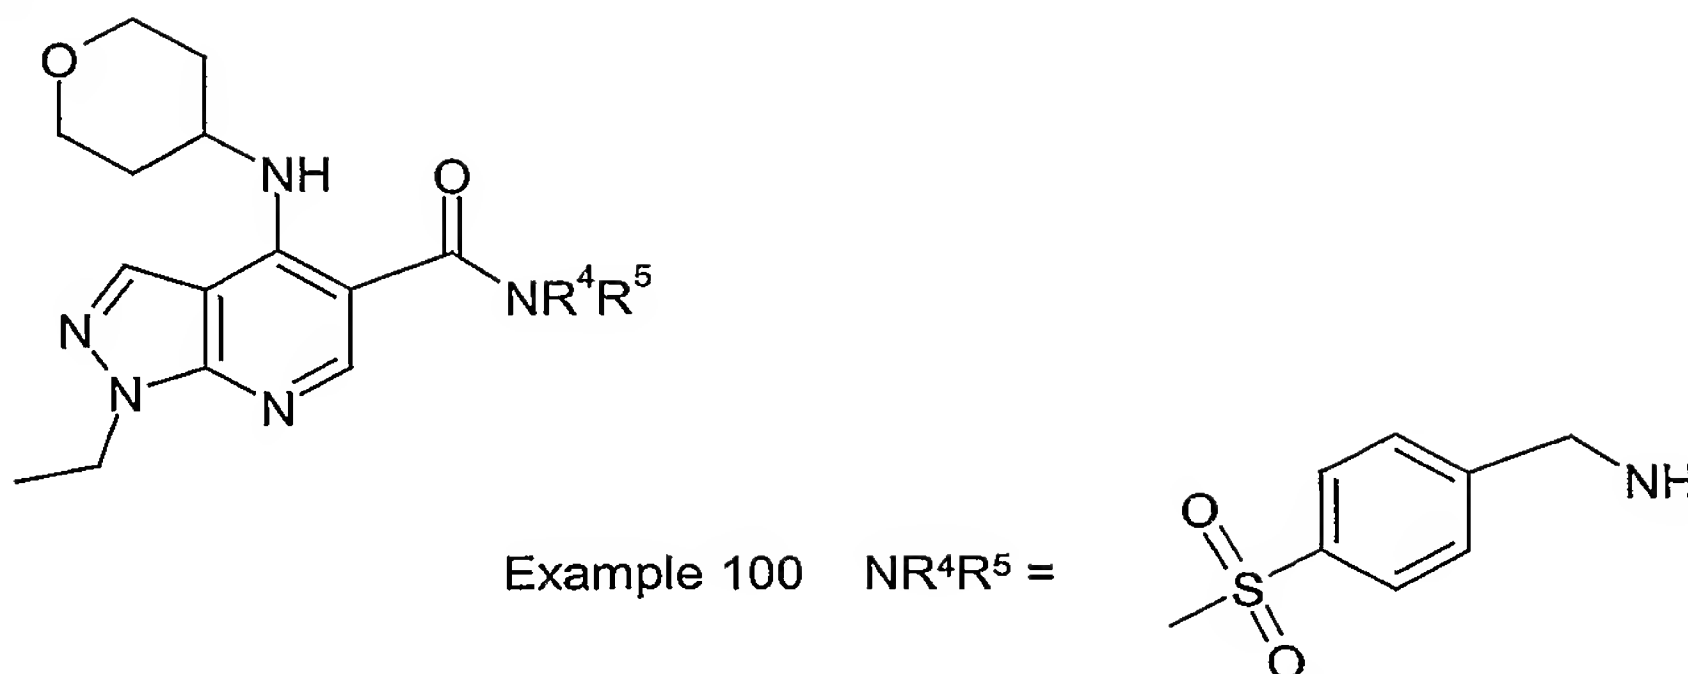 O
NH
O
NR⁴R⁵
N
N
N
NH
O
Example 100 NR⁴R⁵ =
S
O